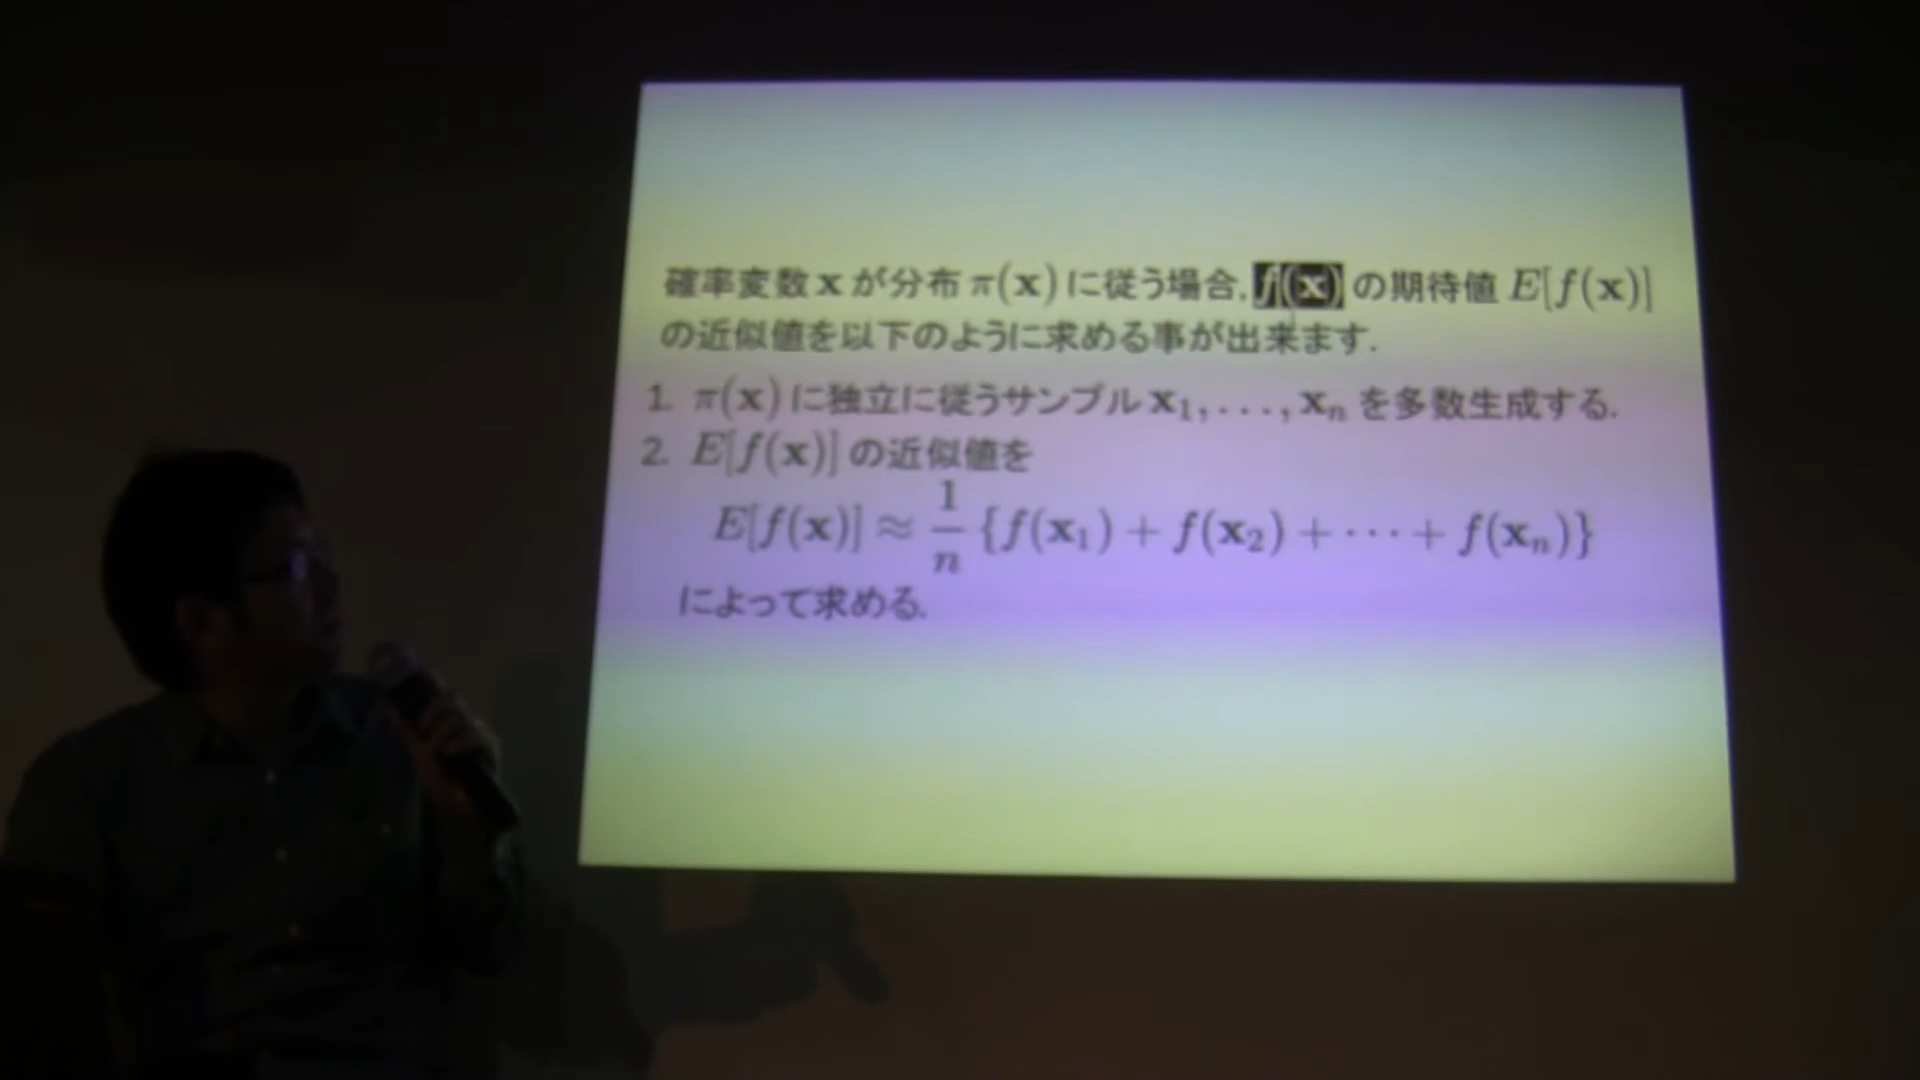 確率変数 x が分布 π(x) に従う場合, f(x) の期待値 E[f(x)]
の近似値を以下のように求める事が出来ます.
1. π(x) に独立に従うサンプル x₁, . . . , xₙ を多数生成する.
2. E[f(x)] の近似値を
E[f(x)] ≈ 1/n {f(x₁) + f(x₂) + · · · + f(xₙ)}
によって求める.